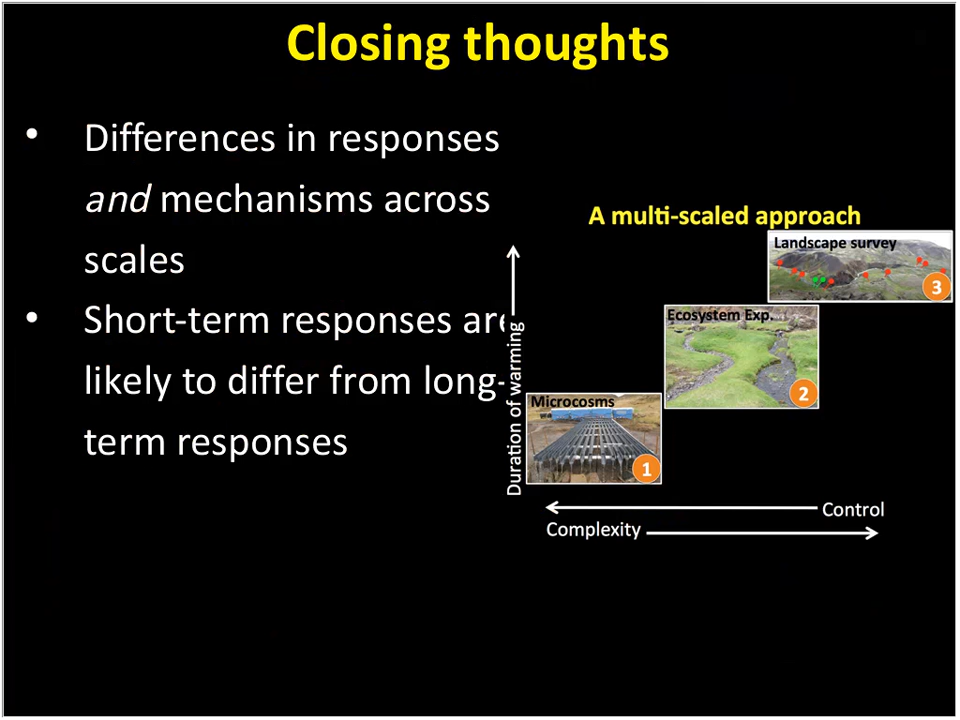 Closing thoughts
• Differences in responses
and mechanisms across
scales
• Short-term responses are
likely to differ from long-
term responses
A multi-scaled approach
Landscape survey
3
Ecosystem Exp.
2
Microcosms
1
Duration of warming
Control
Complexity